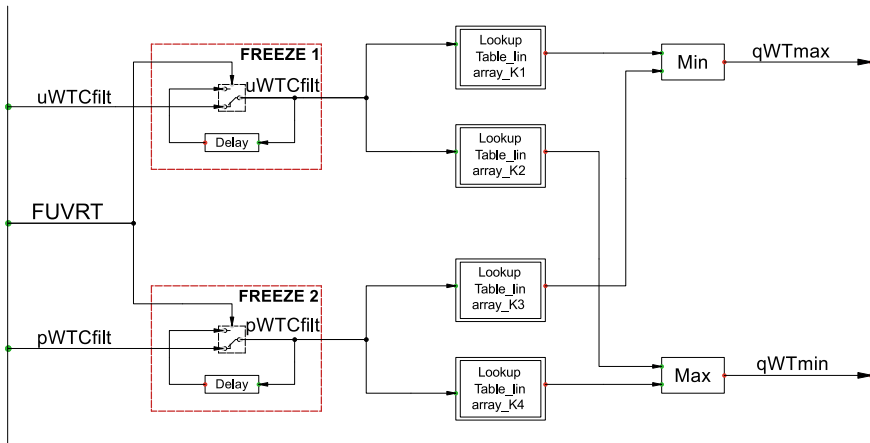 FREEZE 1
uWTCfilt
uWTCfilt
Delay
Lookup
Table_lin
array_K1
Min
qWTmax
Lookup
Table_lin
array_K2
FUVRT
FREEZE 2
pWTCfilt
pWTCfilt
Delay
Lookup
Table_lin
array_K3
Lookup
Table_lin
array_K4
Max
qWTmin